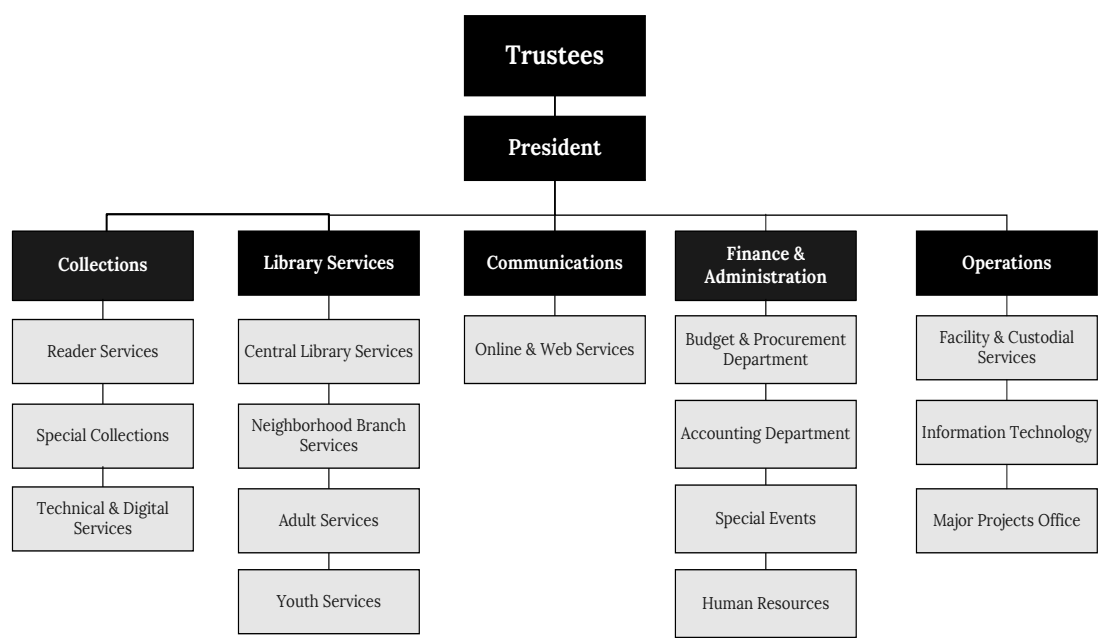 Trustees
President
Collections
Reader Services
Special Collections
Technical & Digital
Services
Library Services
Central Library Services
Neighborhood Branch
Services
Adult Services
Youth Services
Communications
Online & Web Services
Finance &
Administration
Budget & Procurement
Department
Accounting Department
Special Events
Human Resources
Operations
Facility & Custodial
Services
Information Technology
Major Projects Office